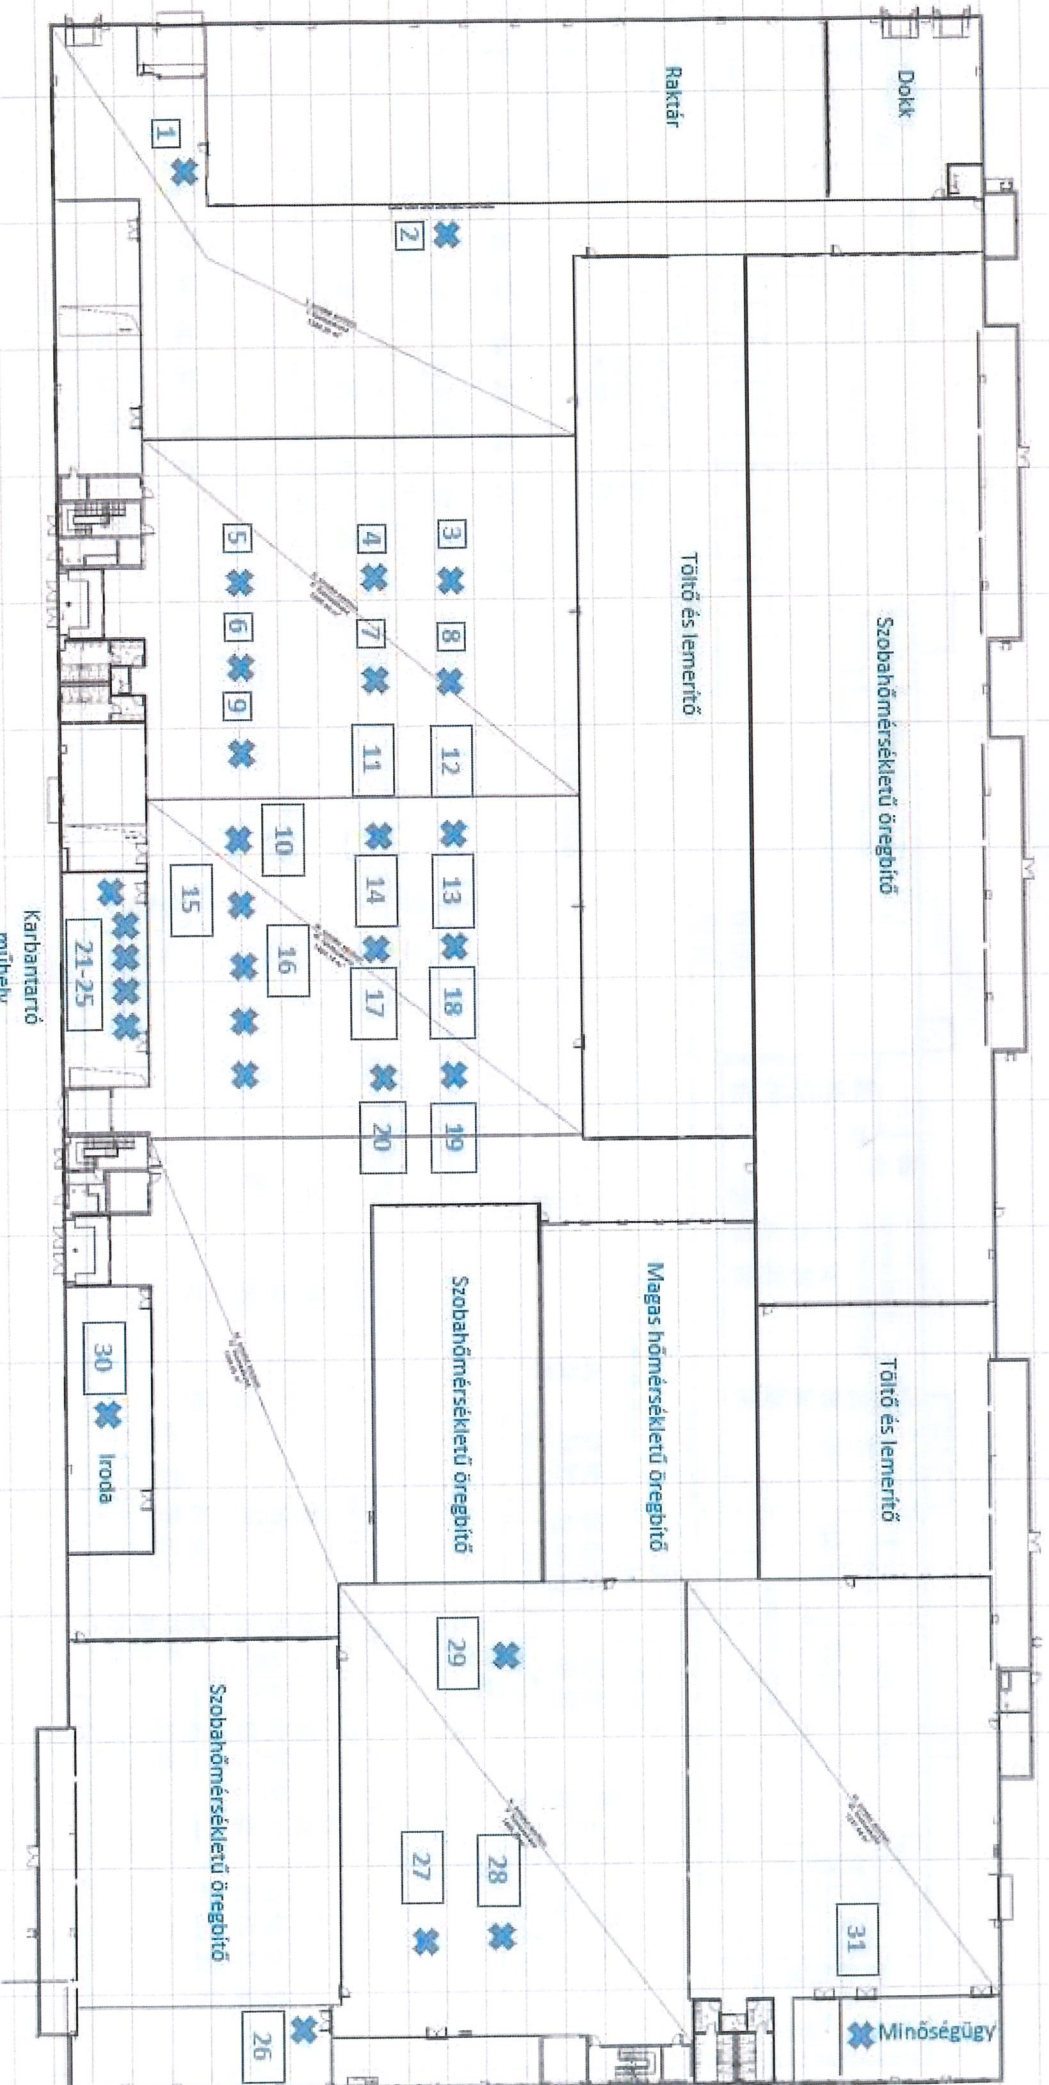 Dokk
Raktár
1
2
Szobahőmérsékletű öregbítő
Töltő és lemerítő
3
4
5
8
7
6
9
12
11
10
13
14
15
16
18
17
19
20
21-25
Karbantartó
műhely
Töltő és lemerítő
Magas hőmérsékletű öregbítő
Szobahőmérsékletű öregbítő
30
Iroda
29
Szobahőmérsékletű öregbítő
28
27
31
Minőségügy
26